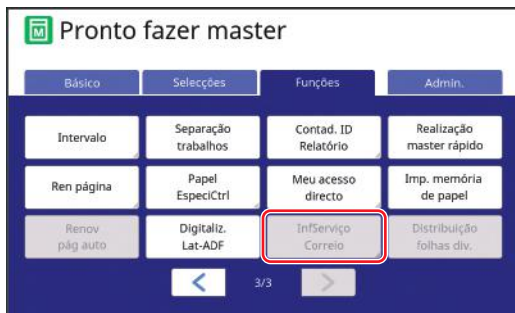 M Pronto fazer master
Básico Selecções Funções Admin.
Intervalo
Separação
trabalhos
Contad. ID
Relatório
Realização
master rápido
Ren página
Papel
EspeciCtrl
Meu acesso
directo
Imp. memória
de papel
Renov
pág auto
Digitaliz.
Lat-ADF
InfServiço
Correio
Distribuição
folhas div.
< 3/3 >